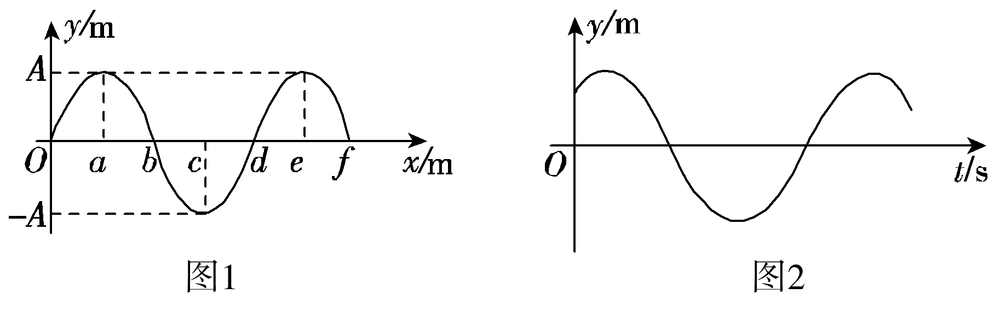 y/m
A
O a b c d e f x/m
−A
图1
y/m
O
t/s
图2